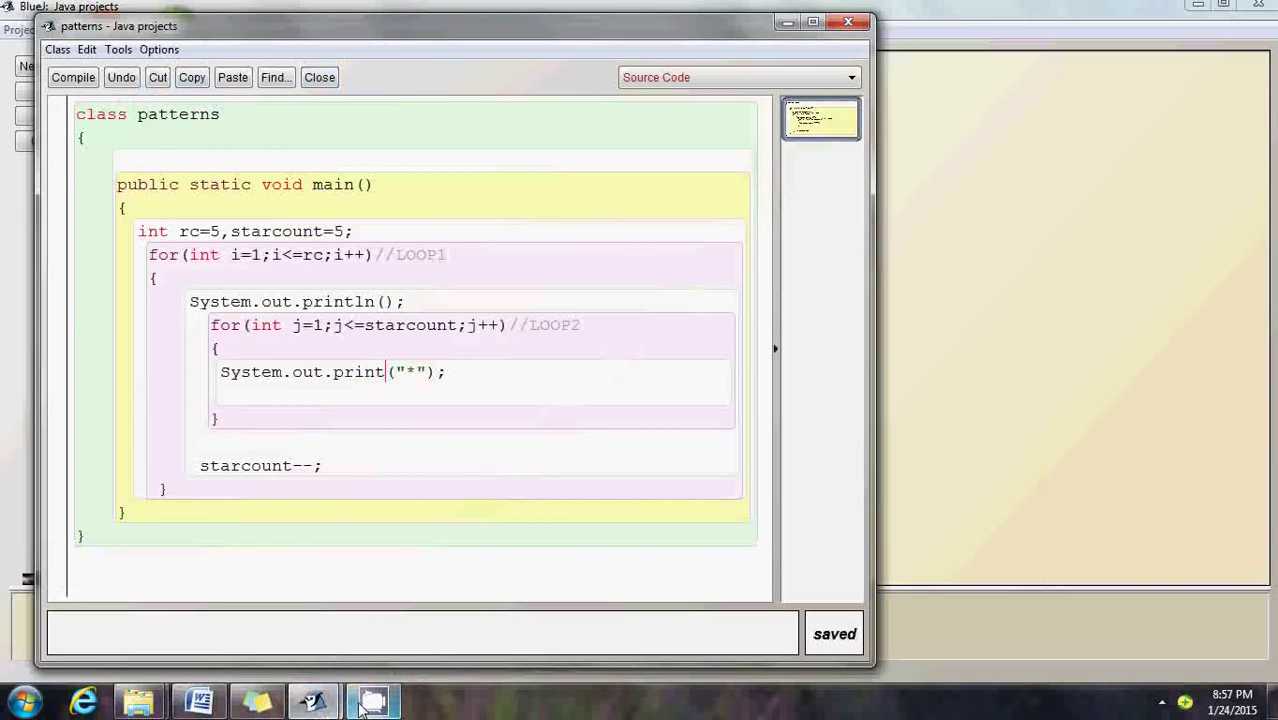 BlueJ: Java projects
patterns - Java projects
Class Edit Tools Options
Compile Undo Cut Copy Paste Find... Close
Source Code
class patterns
{
public static void main()
{
int rc=5,starcount=5;
for(int i=1;i<=rc;i++)//LOOP1
{
System.out.println();
for(int j=1;j<=starcount;j++)//LOOP2
{
System.out.print("*");
}
starcount--;
}
}
}
saved
8:57 PM
1/24/2015